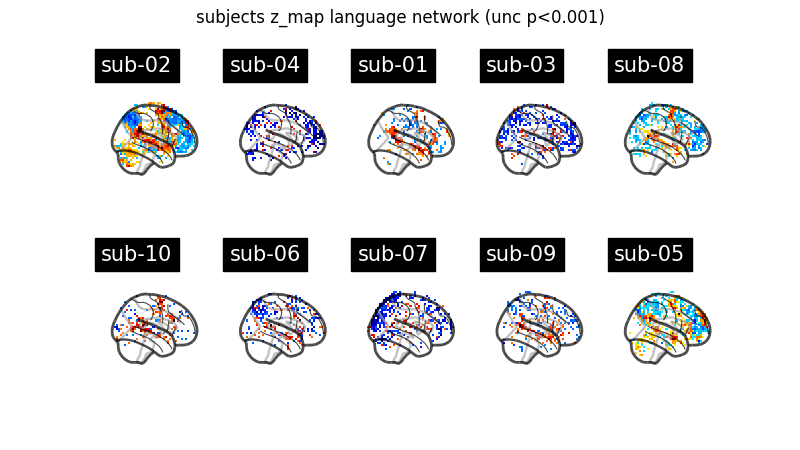 subjects z_map language network (unc p<0.001)
sub-02
sub-04
sub-01
sub-03
sub-08
sub-10
sub-06
sub-07
sub-09
sub-05